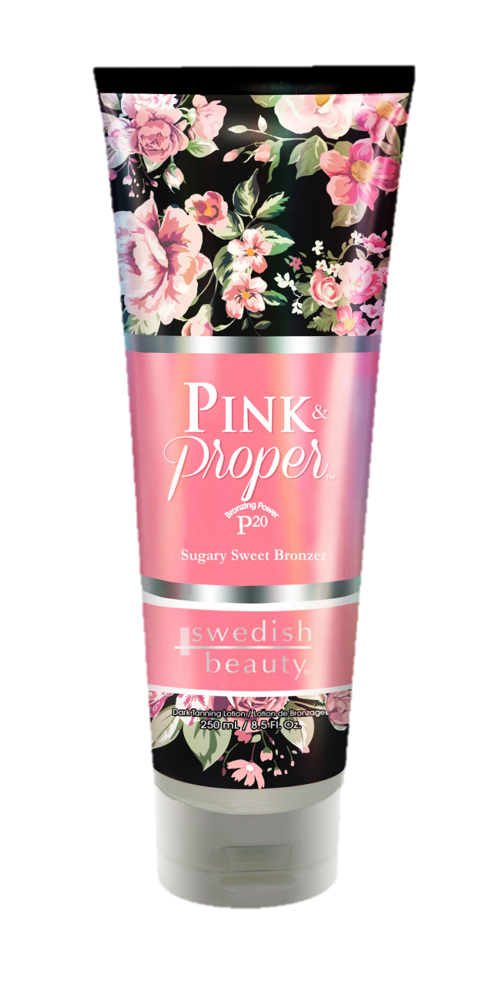 PINK &
Proper™
Bronzing Power
P20
Sugary Sweet Bronzer
swedish
beauty®
Dark Tanning Lotion / Lotion de Bronzage
250 mL / 8.5 Fl. Oz.